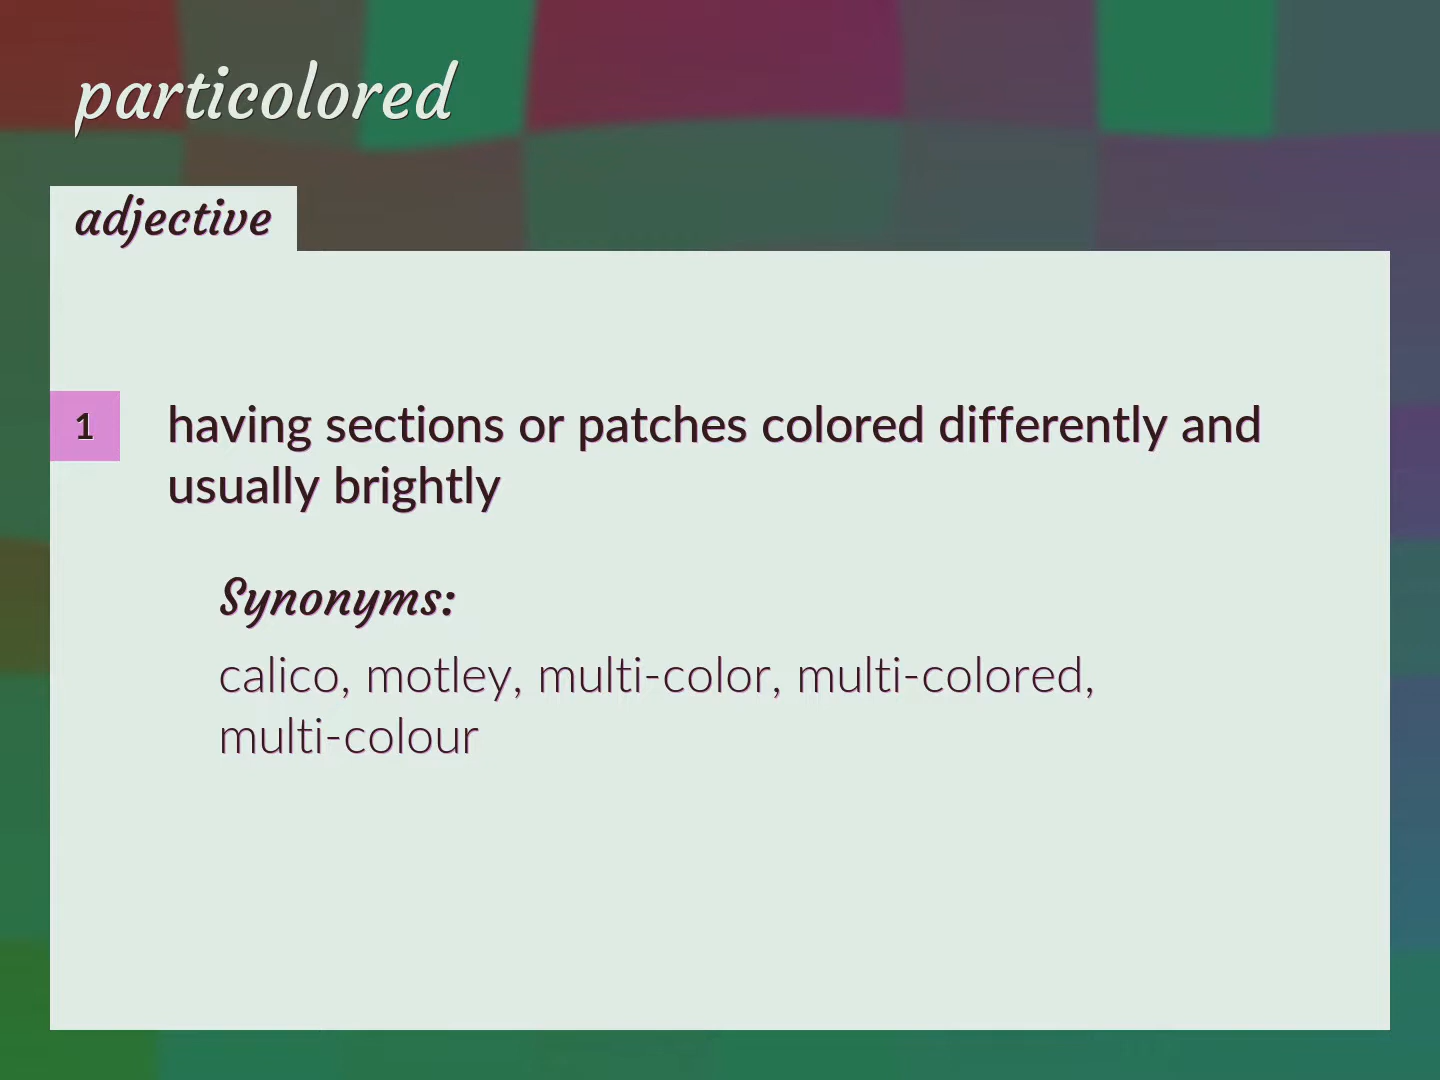 particolored
adjective
1
having sections or patches colored differently and
usually brightly
Synonyms:
calico, motley, multi-color, multi-colored,
multi-colour